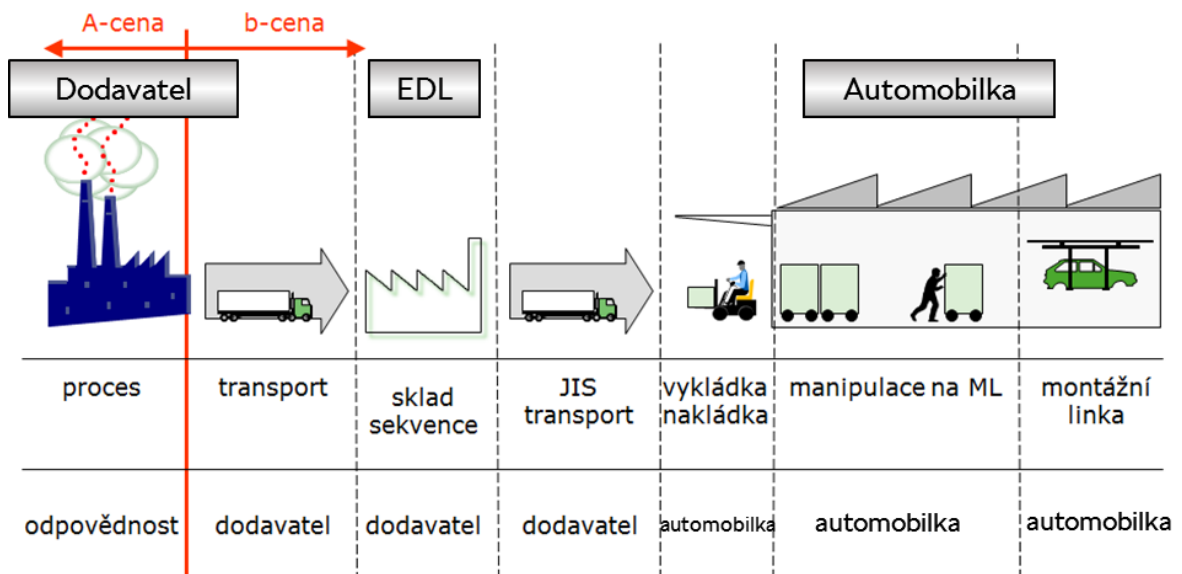 A-cena
b-cena
Dodavatel
EDL
Automobilka
proces
transport
sklad
sekvence
JIS
transport
vykládka
nakládka
manipulace na ML
montážní
linka
odpovědnost
dodavatel
dodavatel
dodavatel
automobilka
automobilka
automobilka